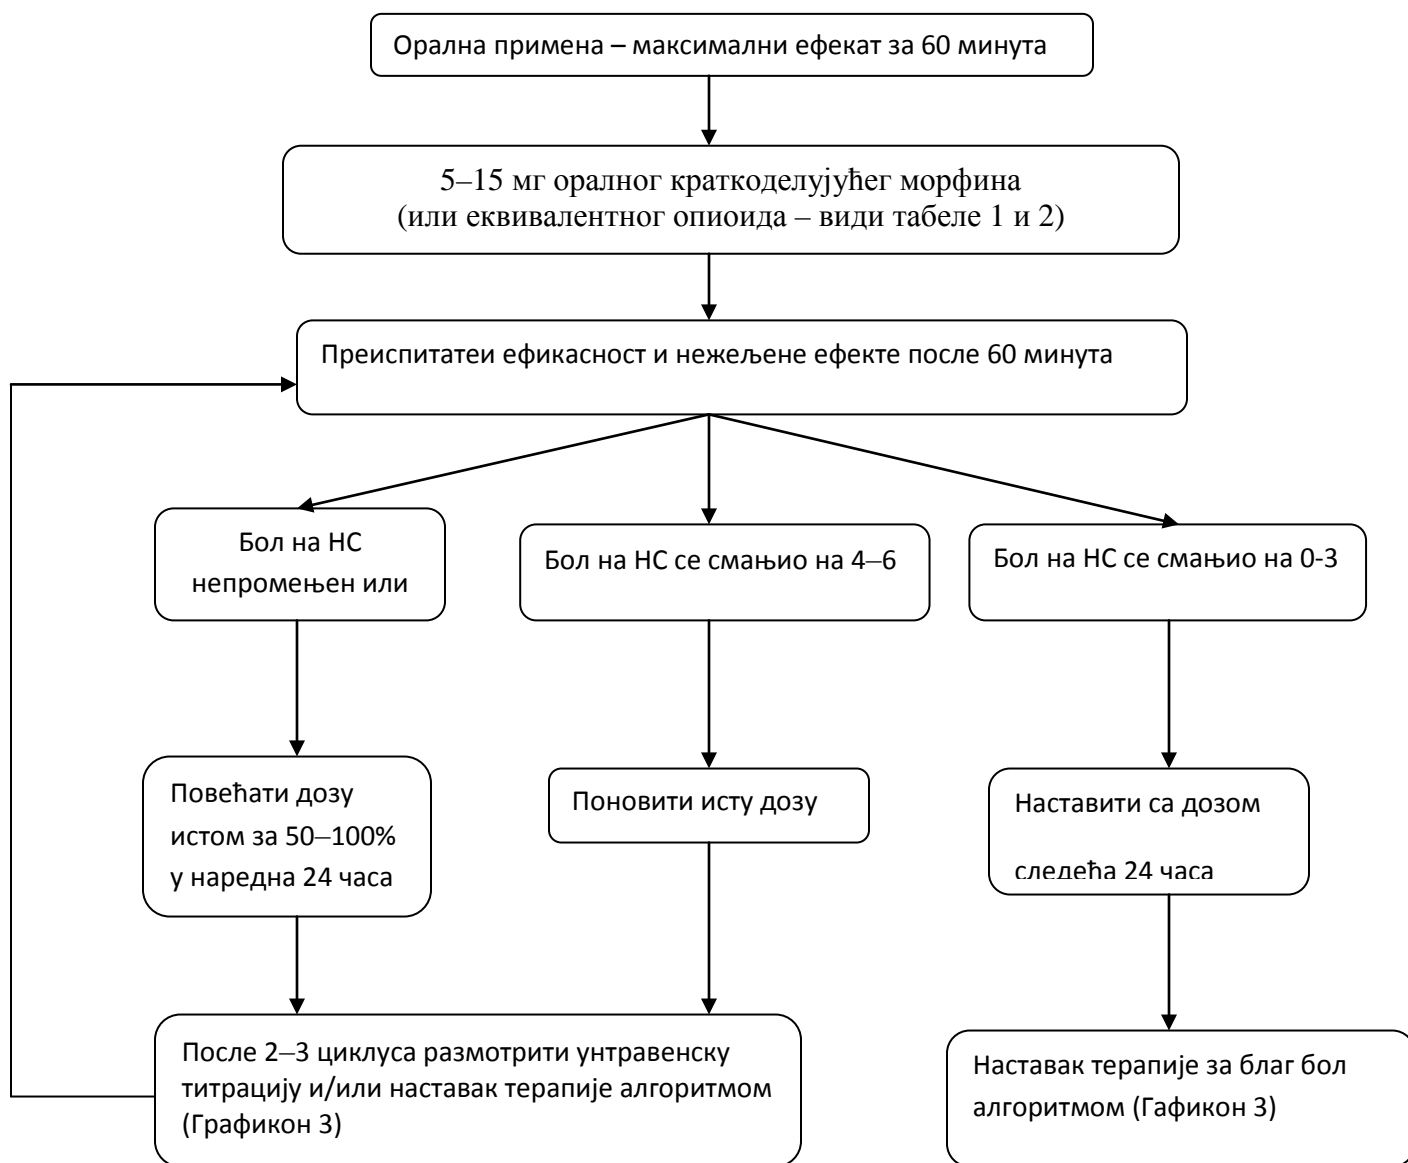 Орална примена – максимални ефекат за 60 минута
5–15 мг оралног краткоделујућег морфина
(или еквивалентног опиоида – види табеле 1 и 2)
Преиспитатеи ефикасност и нежељене ефекте после 60 минута
Бол на НС
непромењен или
Бол на НС се смањио на 4–6
Бол на НС се смањио на 0-3
Повећати дозу
истом за 50–100%
у наредна 24 часа
Поновити исту дозу
Наставити са дозом
следећа 24 часа
После 2–3 циклуса размотрити унтравенску
титрацију и/или наставак терапије алгоритмом
(Графикон 3)
Наставак терапије за благ бол
алгоритмом (Гафикон 3)